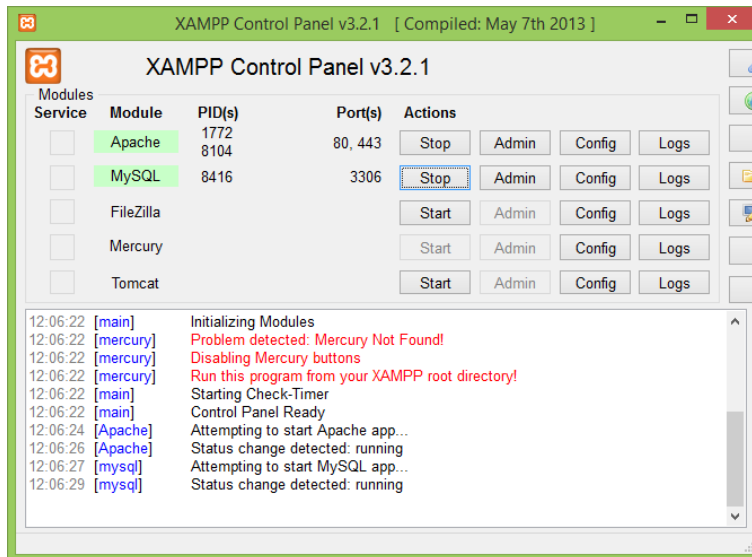 XAMPP Control Panel v3.2.1 [ Compiled: May 7th 2013 ]
XAMPP Control Panel v3.2.1
Modules
Service Module PID(s) Port(s) Actions
Apache 1772 8104 80, 443 Stop Admin Config Logs
MySQL 8416 3306 Stop Admin Config Logs
FileZilla Start Admin Config Logs
Mercury Start Admin Config Logs
Tomcat Start Admin Config Logs
12:06:22 [main] Initializing Modules
12:06:22 [mercury] Problem detected: Mercury Not Found!
12:06:22 [mercury] Disabling Mercury buttons
12:06:22 [mercury] Run this program from your XAMPP root directory!
12:06:22 [main] Starting Check-Timer
12:06:22 [main] Control Panel Ready
12:06:24 [Apache] Attempting to start Apache app...
12:06:26 [Apache] Status change detected: running
12:06:27 [mysql] Attempting to start MySQL app...
12:06:29 [mysql] Status change detected: running